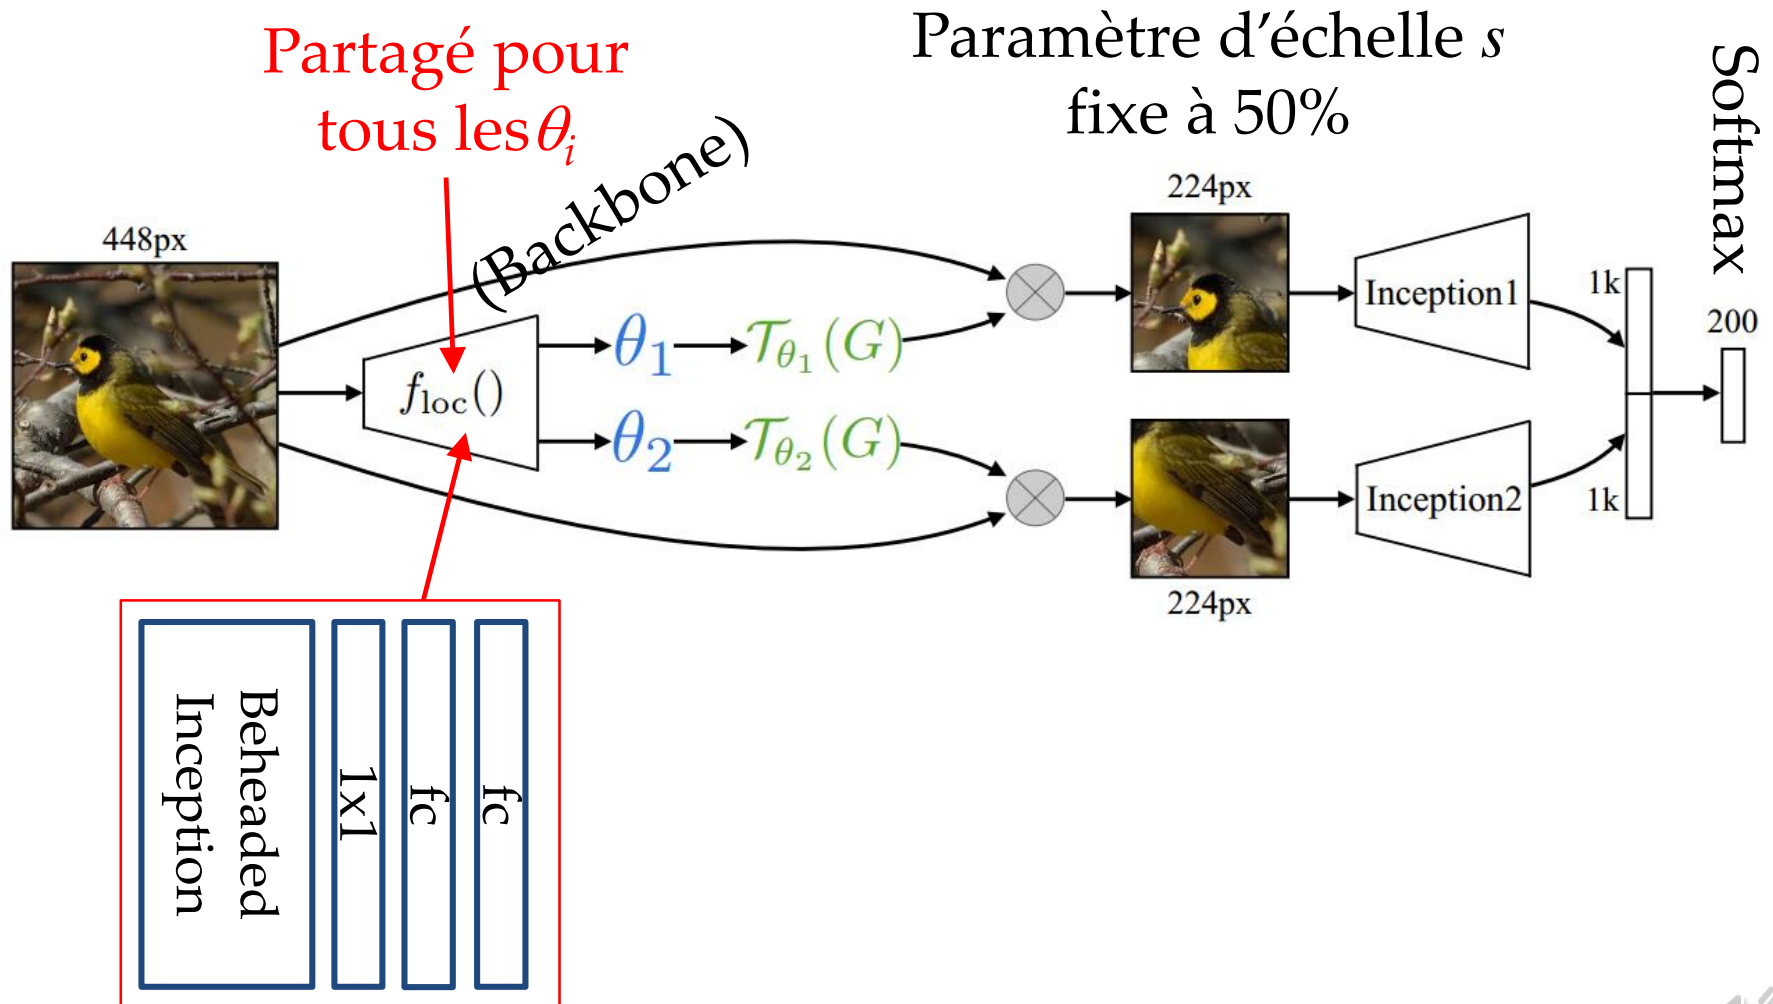 Partagé pour
tous les θi
(Backbone)
Paramètre d'échelle s
fixe à 50%
Softmax
448px
floc()
θ1
Tθ1(G)
θ2
Tθ2(G)
224px
Inception1
1k
200
224px
Inception2
1k
Beheaded
Inception
1x1
fc
fc